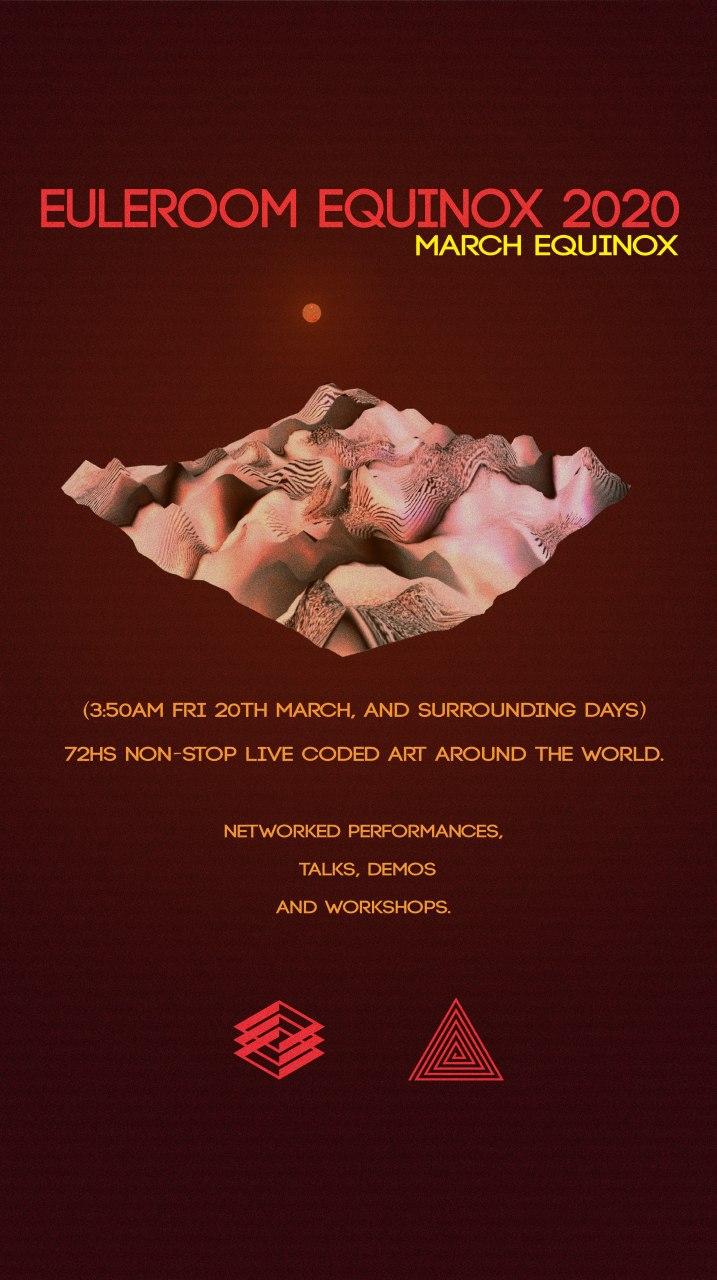 EULEROOM EQUINOX 2020
MARCH EQUINOX
(3:50AM FRI 20TH MARCH, AND SURROUNDING DAYS)
72HS NON-STOP LIVE CODED ART AROUND THE WORLD.
NETWORKED PERFORMANCES,
TALKS, DEMOS
AND WORKSHOPS.